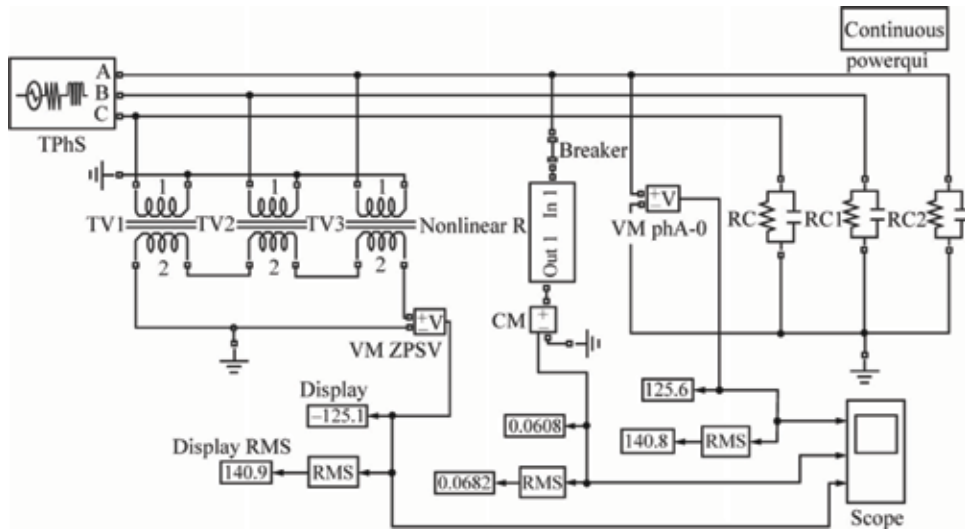 Continuous
powerqui
A
B
C
TPhS
Breaker
1
1
1
TV1
TV2
TV3
Nonlinear R
In 1
Out 1
+
−V
VM phA-0
RC
RC1
RC2
2
2
2
+
−V
VM ZPSV
CM
+
−
Display
−125.1
125.6
0.0608
Display RMS
140.9
RMS
0.0682
RMS
140.8
RMS
Scope